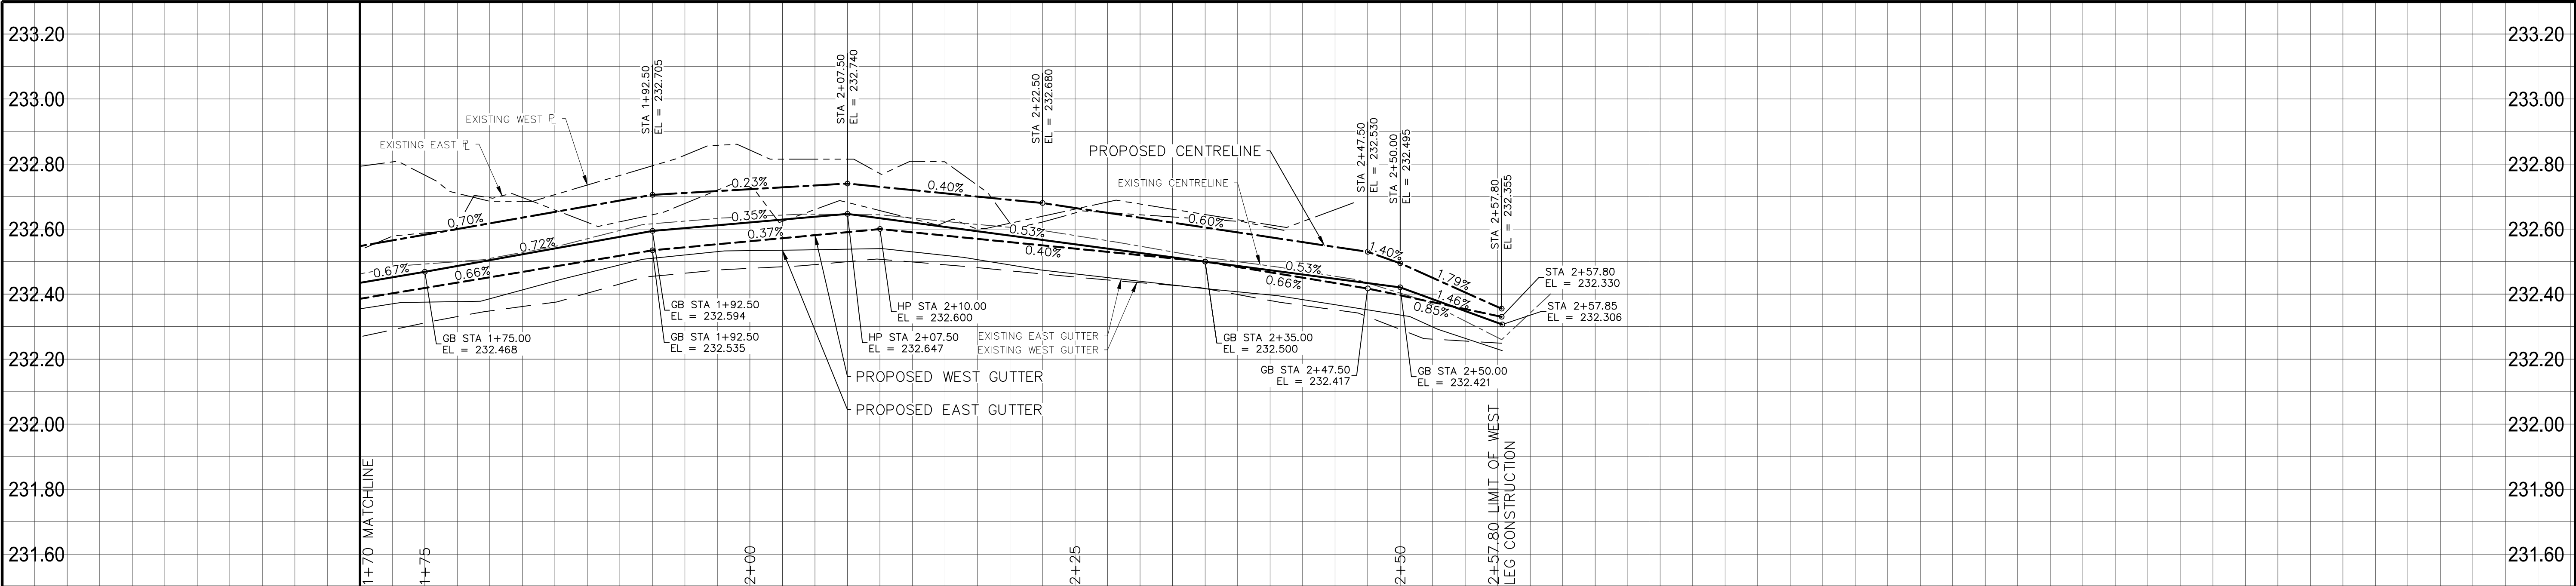 233.20
233.00
232.80
232.60
232.40
232.20
232.00
231.80
231.60
233.20
233.00
232.80
232.60
232.40
232.20
232.00
231.80
231.60
EXISTING EAST PL
EXISTING WEST PL
STA 1+92.50
EL = 232.705
STA 2+07.50
EL = 232.740
STA 2+22.50
EL = 232.680
PROPOSED CENTRELINE
EXISTING CENTRELINE
STA 2+47.50
EL = 232.530
STA 2+50.00
EL = 232.495
STA 2+57.80
EL = 232.355
0.70%
0.23%
0.40%
0.60%
1.40%
1.79%
0.67%
0.72%
0.35%
0.53%
0.53%
1.46%
0.66%
0.37%
0.40%
0.66%
0.85%
GB STA 1+75.00
EL = 232.468
GB STA 1+92.50
EL = 232.594
GB STA 1+92.50
EL = 232.535
HP STA 2+10.00
EL = 232.600
HP STA 2+07.50
EL = 232.647
EXISTING EAST GUTTER
EXISTING WEST GUTTER
GB STA 2+35.00
EL = 232.500
GB STA 2+47.50
EL = 232.417
GB STA 2+50.00
EL = 232.421
STA 2+57.80
EL = 232.330
STA 2+57.85
EL = 232.306
PROPOSED WEST GUTTER
PROPOSED EAST GUTTER
1+70 MATCHLINE
1+75
2+00
2+25
2+50
2+57.80 LIMIT OF WEST
LEG CONSTRUCTION